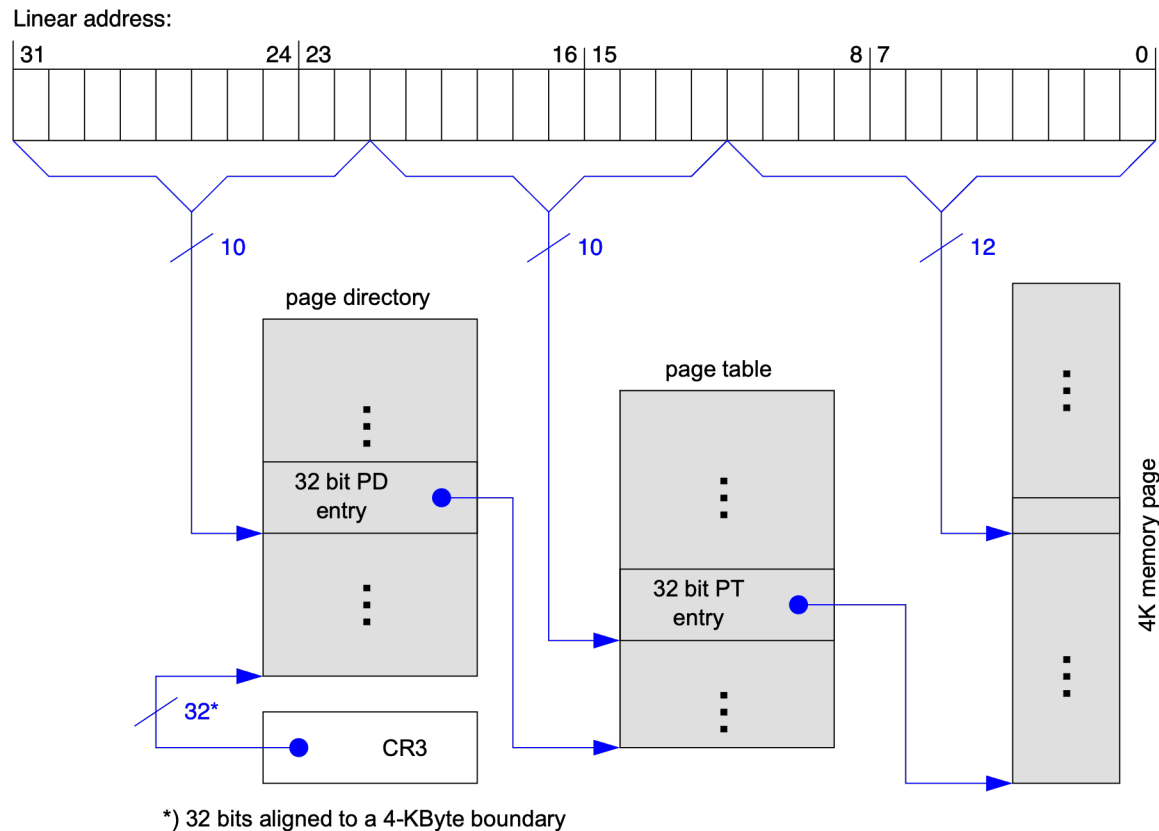 Linear address:
31 24 23 16 15 8 7 0
10 10 12
page directory
page table
32 bit PD
entry
32 bit PT
entry
4K memory page
32*
CR3
*) 32 bits aligned to a 4-KByte boundary